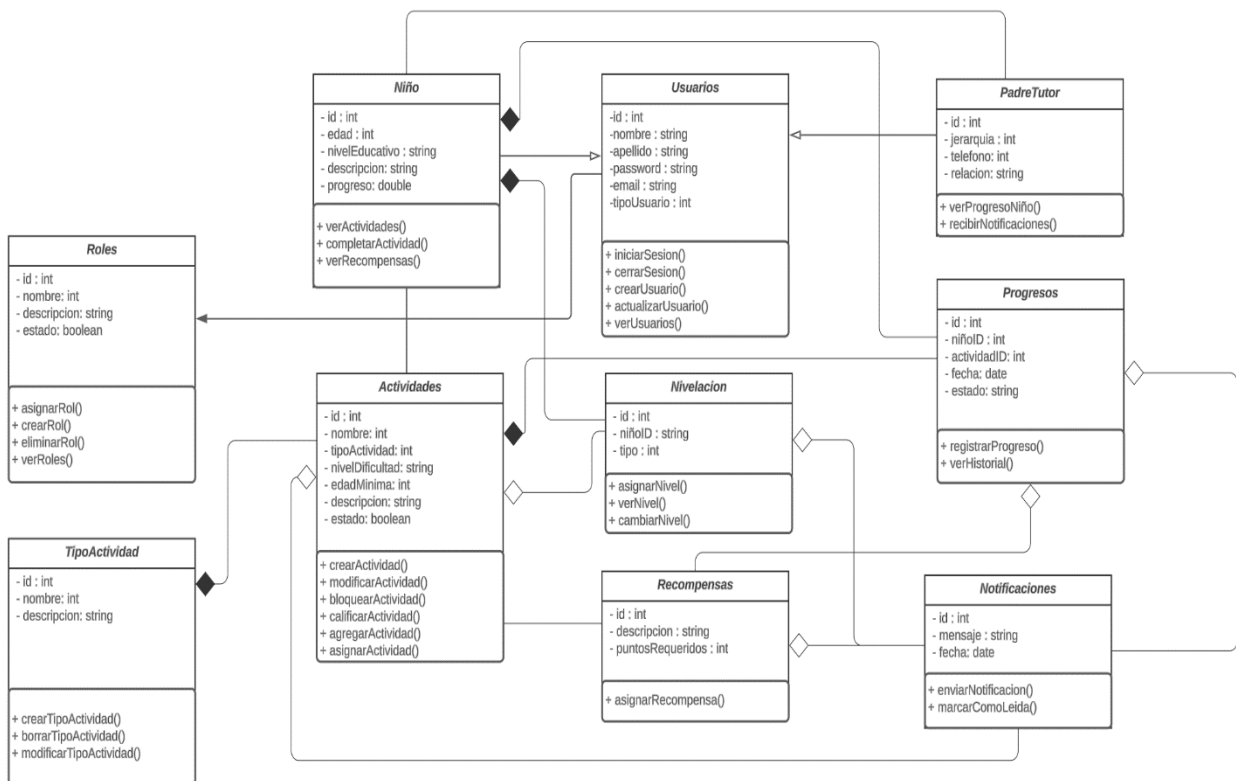 Niño
- id : int
- edad : int
- nivelEducativo : string
- descripcion: string
- progreso: double
+ verActividades()
+ completarActividad()
+ verRecompensas()
Usuarios
-id : int
-nombre : string
-apellido : string
-password : string
-email : string
-tipoUsuario : int
+ iniciarSesion()
+ cerrarSesion()
+ crearUsuario()
+ actualizarUsuario()
+ verUsuarios()
PadreTutor
- id : int
- jerarquia : int
- telefono: int
- relacion: string
+ verProgresoNiño()
+ recibirNotificaciones()
Roles
- id : int
- nombre: int
- descripcion: string
- estado: boolean
+ asignarRol()
+ crearRol()
+ eliminarRol()
+ verRoles()
Progresos
- id : int
- niñoID : int
- actividadID: int
- fecha: date
- estado: string
+ registrarProgreso()
+ verHistorial()
Actividades
- id : int
- nombre: int
- tipoActividad: int
- nivelDificultad: string
- edadMinima: int
- descripcion: string
- estado: boolean
+ crearActividad()
+ modificarActividad()
+ bloquearActividad()
+ calificarActividad()
+ agregarActividad()
+ asignarActividad()
Nivelacion
- id : int
- niñoID : string
- tipo : int
+ asignarNivel()
+ verNivel()
+ cambiarNivel()
TipoActividad
- id : int
- nombre: int
- descripcion: string
+ crearTipoActividad()
+ borrarTipoActividad()
+ modificarTipoActividad()
Recompensas
- id : int
- descripcion : string
- puntosRequeridos : int
+ asignarRecompensa()
Notificaciones
- id : int
- mensaje : string
- fecha: date
+ enviarNotificacion()
+ marcarComoLeida()